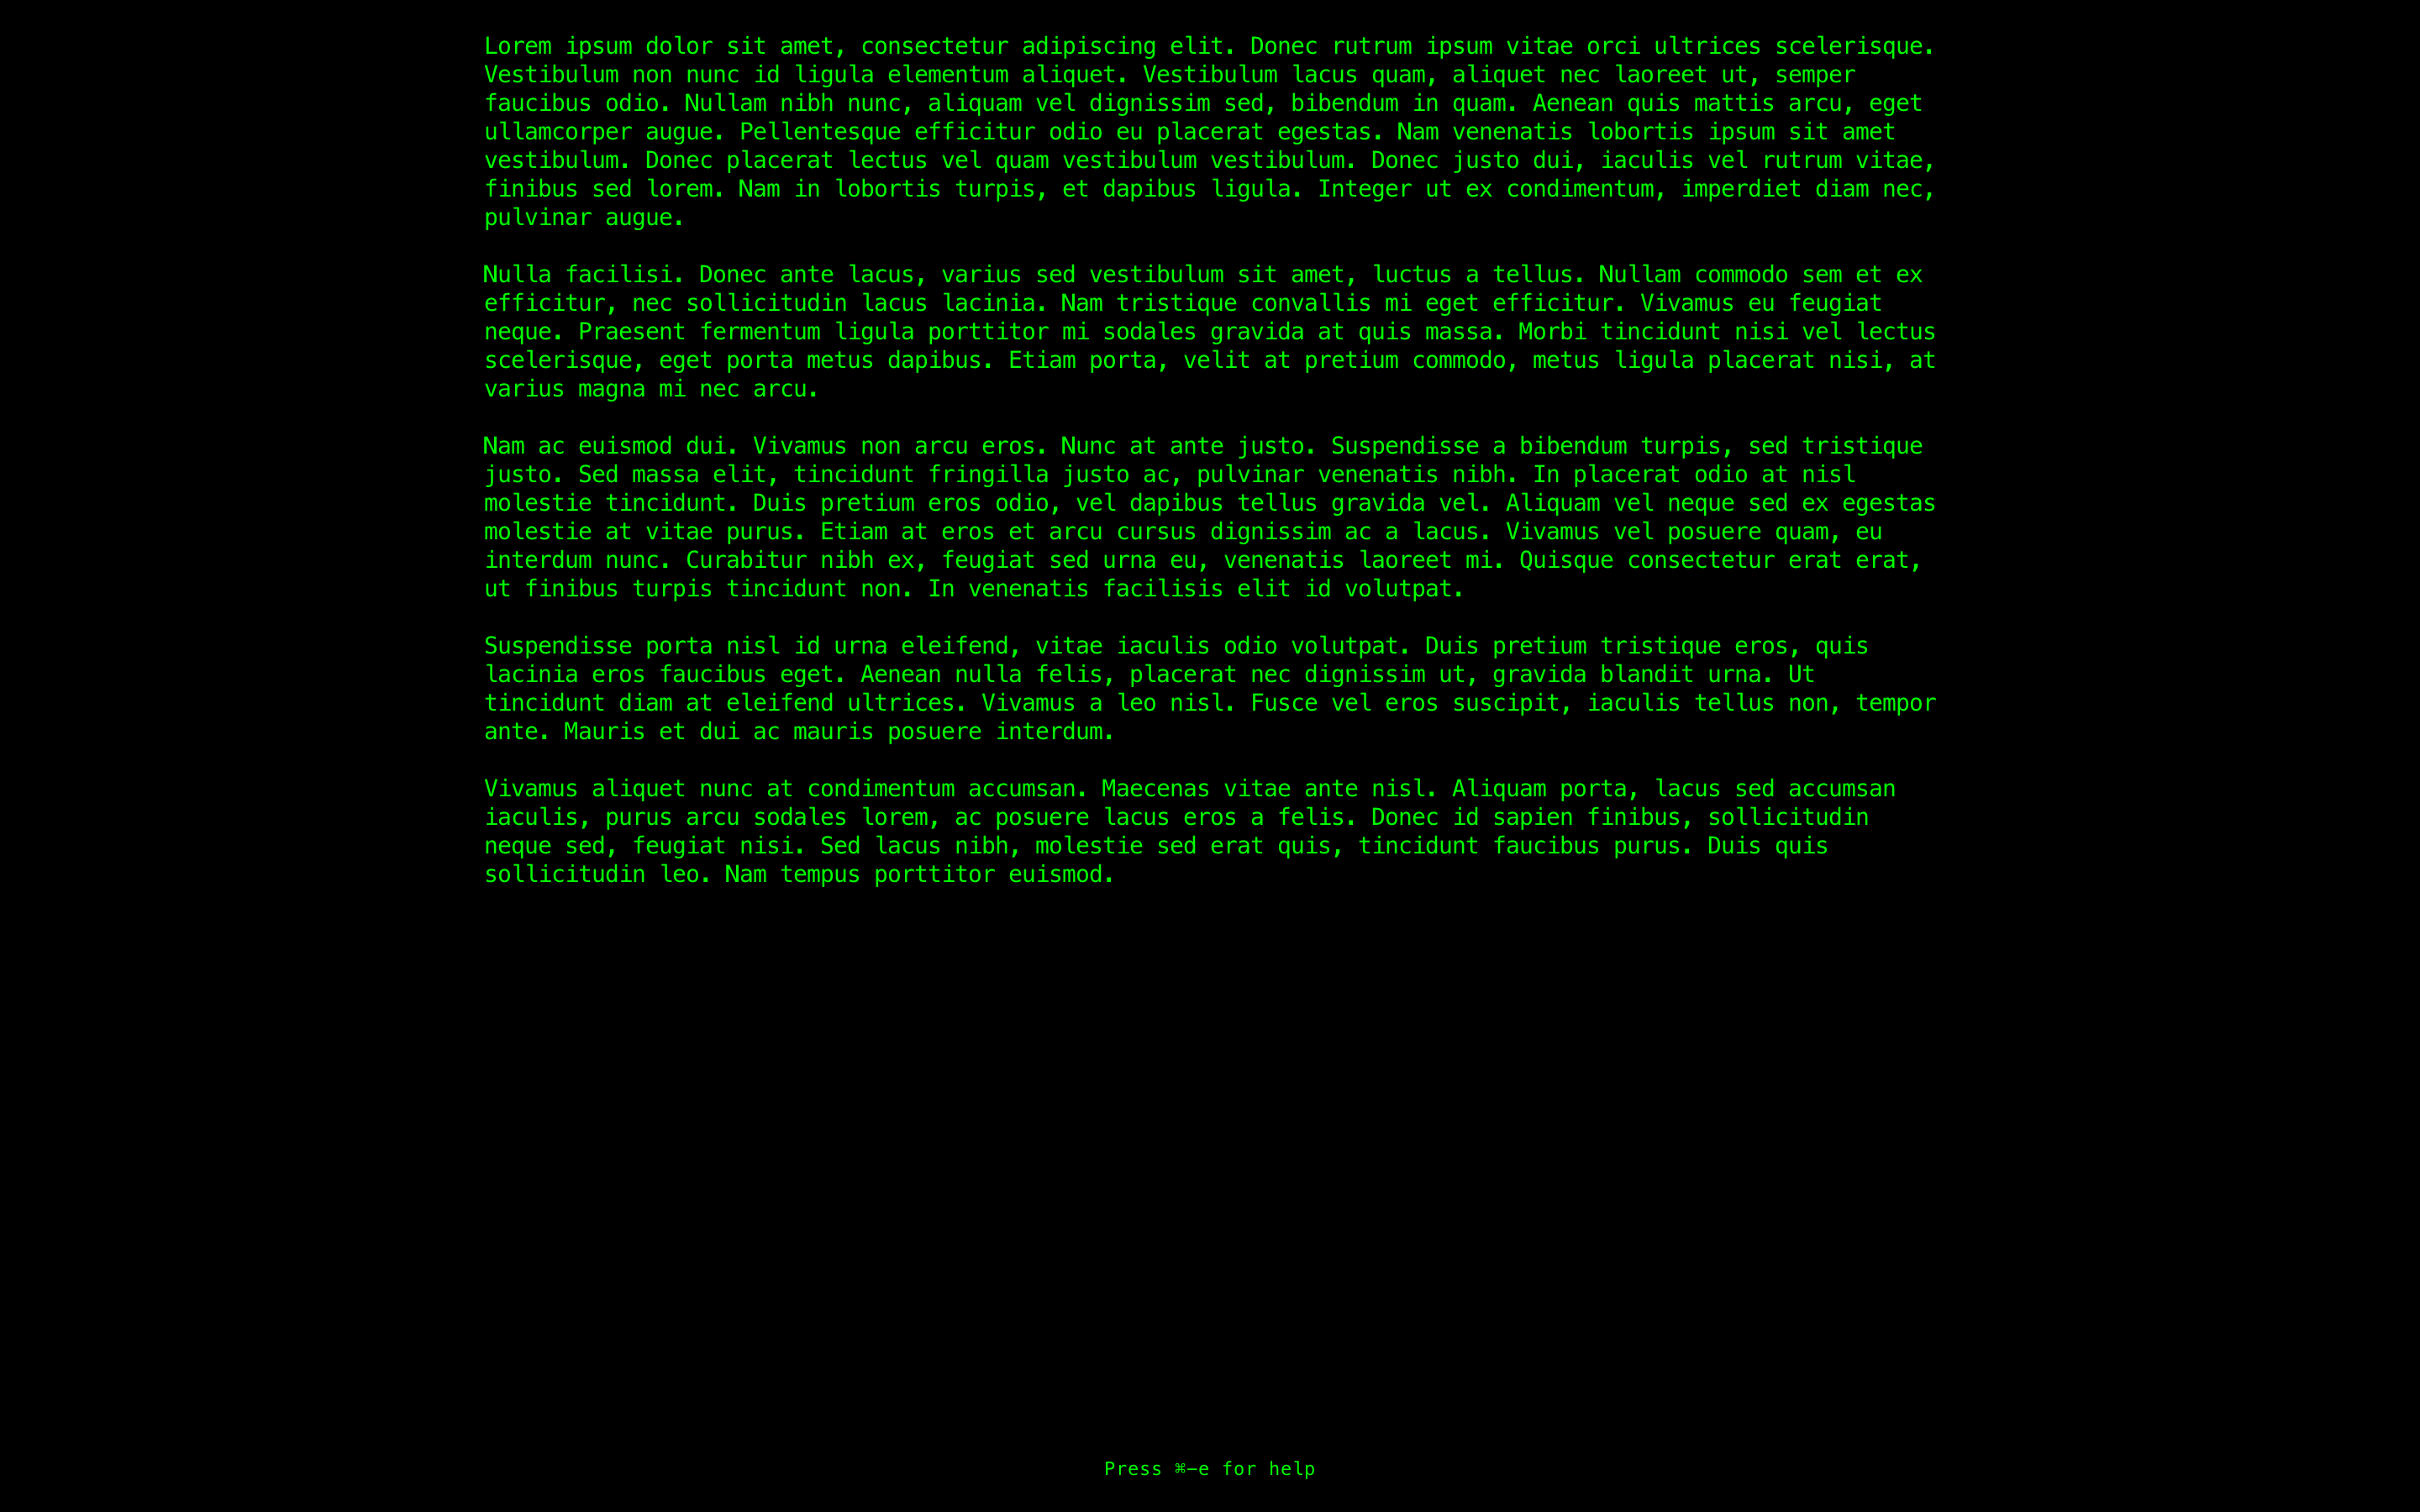 Lorem ipsum dolor sit amet, consectetur adipiscing elit. Donec rutrum ipsum vitae orci ultrices scelerisque.
Vestibulum non nunc id ligula elementum aliquet. Vestibulum lacus quam, aliquet nec laoreet ut, semper
faucibus odio. Nullam nibh nunc, aliquam vel dignissim sed, bibendum in quam. Aenean quis mattis arcu, eget
ullamcorper augue. Pellentesque efficitur odio eu placerat egestas. Nam venenatis lobortis ipsum sit amet
vestibulum. Donec placerat lectus vel quam vestibulum vestibulum. Donec justo dui, iaculis vel rutrum vitae,
finibus sed lorem. Nam in lobortis turpis, et dapibus ligula. Integer ut ex condimentum, imperdiet diam nec,
pulvinar augue.

Nulla facilisi. Donec ante lacus, varius sed vestibulum sit amet, luctus a tellus. Nullam commodo sem et ex
efficitur, nec sollicitudin lacus lacinia. Nam tristique convallis mi eget efficitur. Vivamus eu feugiat
neque. Praesent fermentum ligula porttitor mi sodales gravida at quis massa. Morbi tincidunt nisi vel lectus
scelerisque, eget porta metus dapibus. Etiam porta, velit at pretium commodo, metus ligula placerat nisi, at
varius magna mi nec arcu.

Nam ac euismod dui. Vivamus non arcu eros. Nunc at ante justo. Suspendisse a bibendum turpis, sed tristique
justo. Sed massa elit, tincidunt fringilla justo ac, pulvinar venenatis nibh. In placerat odio at nisl
molestie tincidunt. Duis pretium eros odio, vel dapibus tellus gravida vel. Aliquam vel neque sed ex egestas
molestie at vitae purus. Etiam at eros et arcu cursus dignissim ac a lacus. Vivamus vel posuere quam, eu
interdum nunc. Curabitur nibh ex, feugiat sed urna eu, venenatis laoreet mi. Quisque consectetur erat erat,
ut finibus turpis tincidunt non. In venenatis facilisis elit id volutpat.

Suspendisse porta nisl id urna eleifend, vitae iaculis odio volutpat. Duis pretium tristique eros, quis
lacinia eros faucibus eget. Aenean nulla felis, placerat nec dignissim ut, gravida blandit urna. Ut
tincidunt diam at eleifend ultrices. Vivamus a leo nisl. Fusce vel eros suscipit, iaculis tellus non, tempor
ante. Mauris et dui ac mauris posuere interdum.

Vivamus aliquet nunc at condimentum accumsan. Maecenas vitae ante nisl. Aliquam porta, lacus sed accumsan
iaculis, purus arcu sodales lorem, ac posuere lacus eros a felis. Donec id sapien finibus, sollicitudin
neque sed, feugiat nisi. Sed lacus nibh, molestie sed erat quis, tincidunt faucibus purus. Duis quis
sollicitudin leo. Nam tempus porttitor euismod.

Press ⌘−e for help